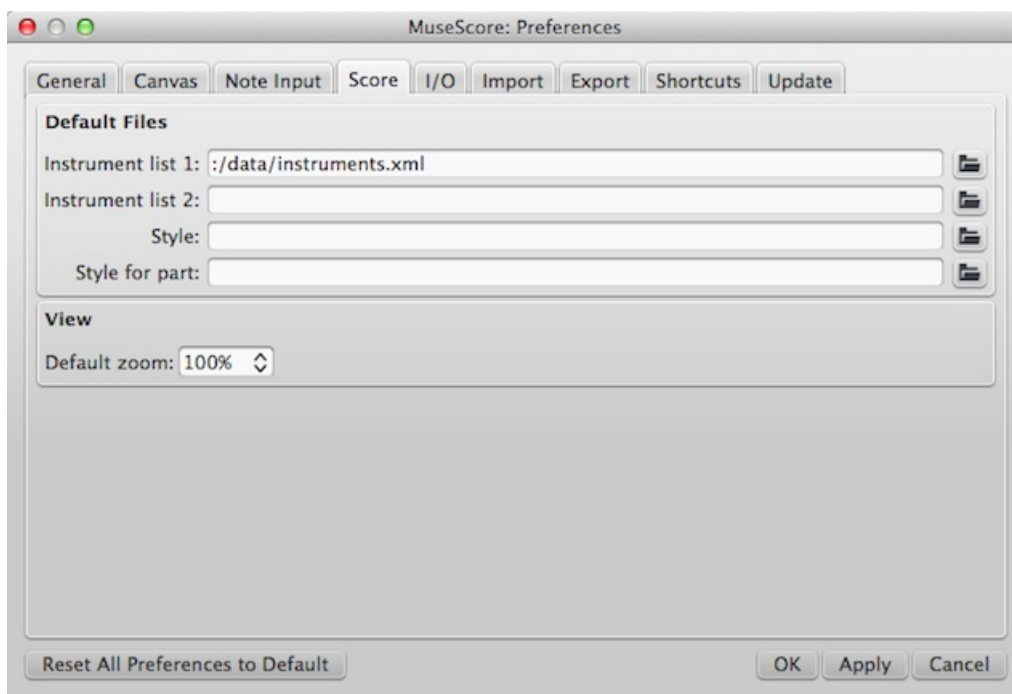 MuseScore: Preferences
General Canvas Note Input Score I/O Import Export Shortcuts Update
Default Files
Instrument list 1: :/data/instruments.xml
Instrument list 2:
Style:
Style for part:
View
Default zoom: 100%
Reset All Preferences to Default OK Apply Cancel